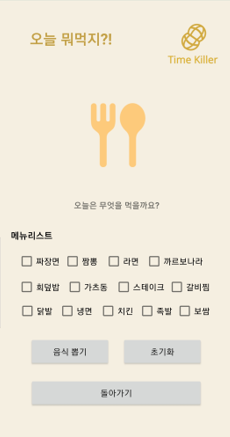 오늘 뭐먹지?!
Time Killer
오늘은 무엇을 먹을까요?
메뉴리스트
짜장면 짬뽕 라면 까르보나라
회덮밥 가츠동 스테이크 갈비찜
닭발 냉면 치킨 족발 보쌈
음식 뽑기 초기화
돌아가기